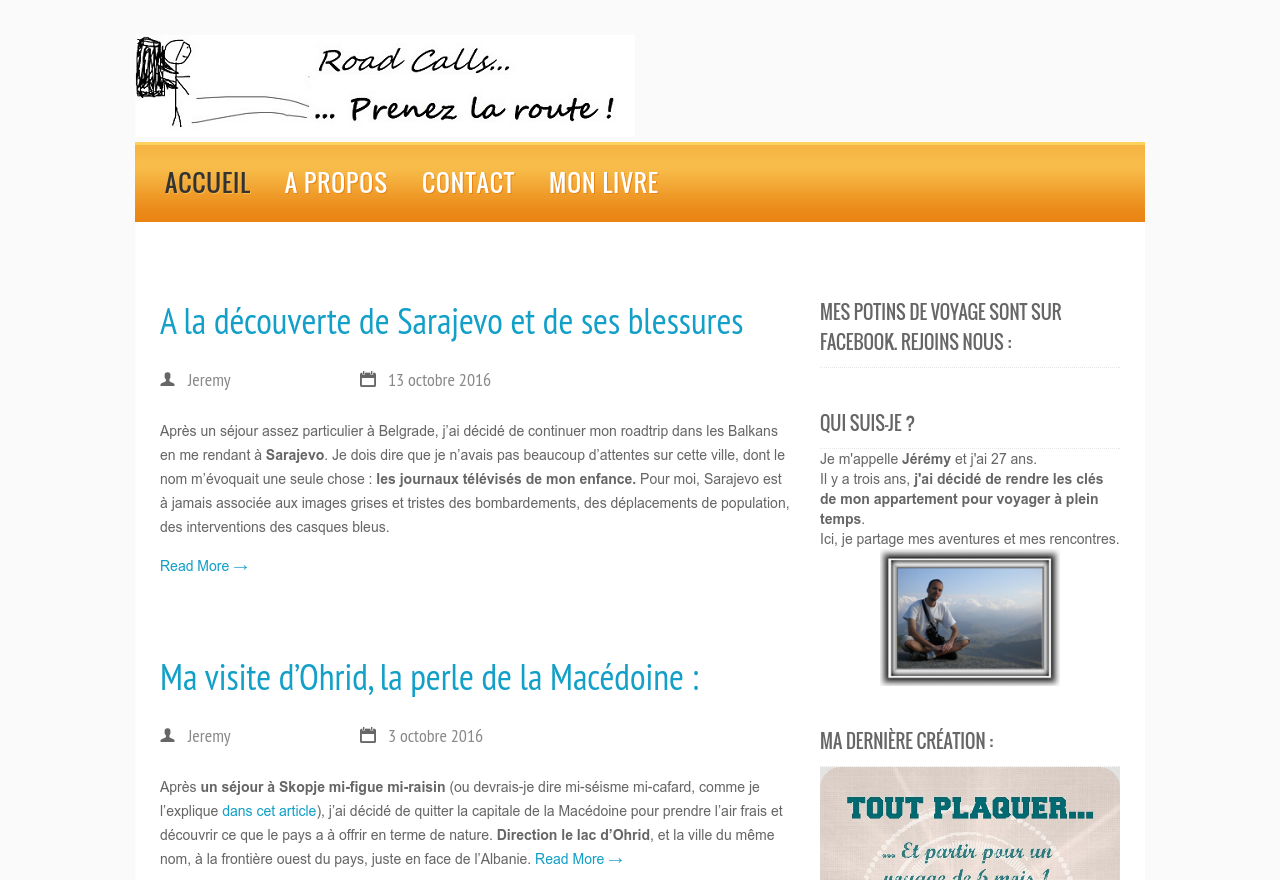 Road Calls...
... Prenez la route !
ACCUEIL A PROPOS CONTACT MON LIVRE
A la découverte de Sarajevo et de ses blessures
Jeremy 13 octobre 2016
Après un séjour assez particulier à Belgrade, j’ai décidé de continuer mon roadtrip dans les Balkans
en me rendant à Sarajevo. Je dois dire que je n’avais pas beaucoup d’attentes sur cette ville, dont le
nom m’évoquait une seule chose : les journaux télévisés de mon enfance. Pour moi, Sarajevo est
à jamais associée aux images grises et tristes des bombardements, des déplacements de population,
des interventions des casques bleus.
Read More →
Ma visite d’Ohrid, la perle de la Macédoine :
Jeremy 3 octobre 2016
Après un séjour à Skopje mi-figue mi-raisin (ou devrais-je dire mi-séisme mi-cafard, comme je
l’explique dans cet article), j’ai décidé de quitter la capitale de la Macédoine pour prendre l’air frais et
découvrir ce que le pays a à offrir en terme de nature. Direction le lac d’Ohrid, et la ville du même
nom, à la frontière ouest du pays, juste en face de l’Albanie. Read More →
MES POTINS DE VOYAGE SONT SUR
FACEBOOK. REJOINS NOUS :
QUI SUIS-JE ?
Je m'appelle Jérémy et j'ai 27 ans.
Il y a trois ans, j'ai décidé de rendre les clés
de mon appartement pour voyager à plein
temps.
Ici, je partage mes aventures et mes rencontres.
MA DERNIÈRE CRÉATION :
TOUT PLAQUER...
... Et partir pour un
voyage de 6 mois !